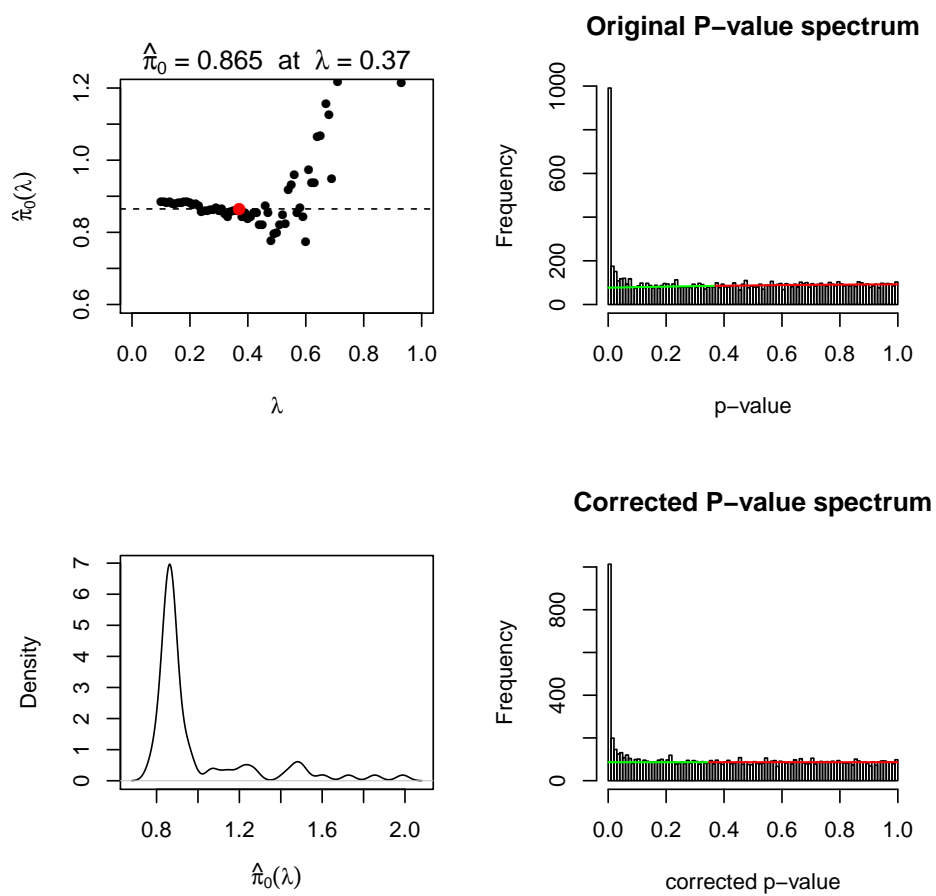 π̂₀ = 0.865 at λ = 0.37
π̂₀(λ)
1.2
1.0
0.8
0.6
0.0 0.2 0.4 0.6 0.8 1.0
λ
Original P−value spectrum
Frequency
1000
600
200
0
0.0 0.2 0.4 0.6 0.8 1.0
p−value
Density
7
6
5
4
3
2
1
0
0.8 1.2 1.6 2.0
π̂₀(λ)
Corrected P−value spectrum
Frequency
800
400
0
0.0 0.2 0.4 0.6 0.8 1.0
corrected p−value